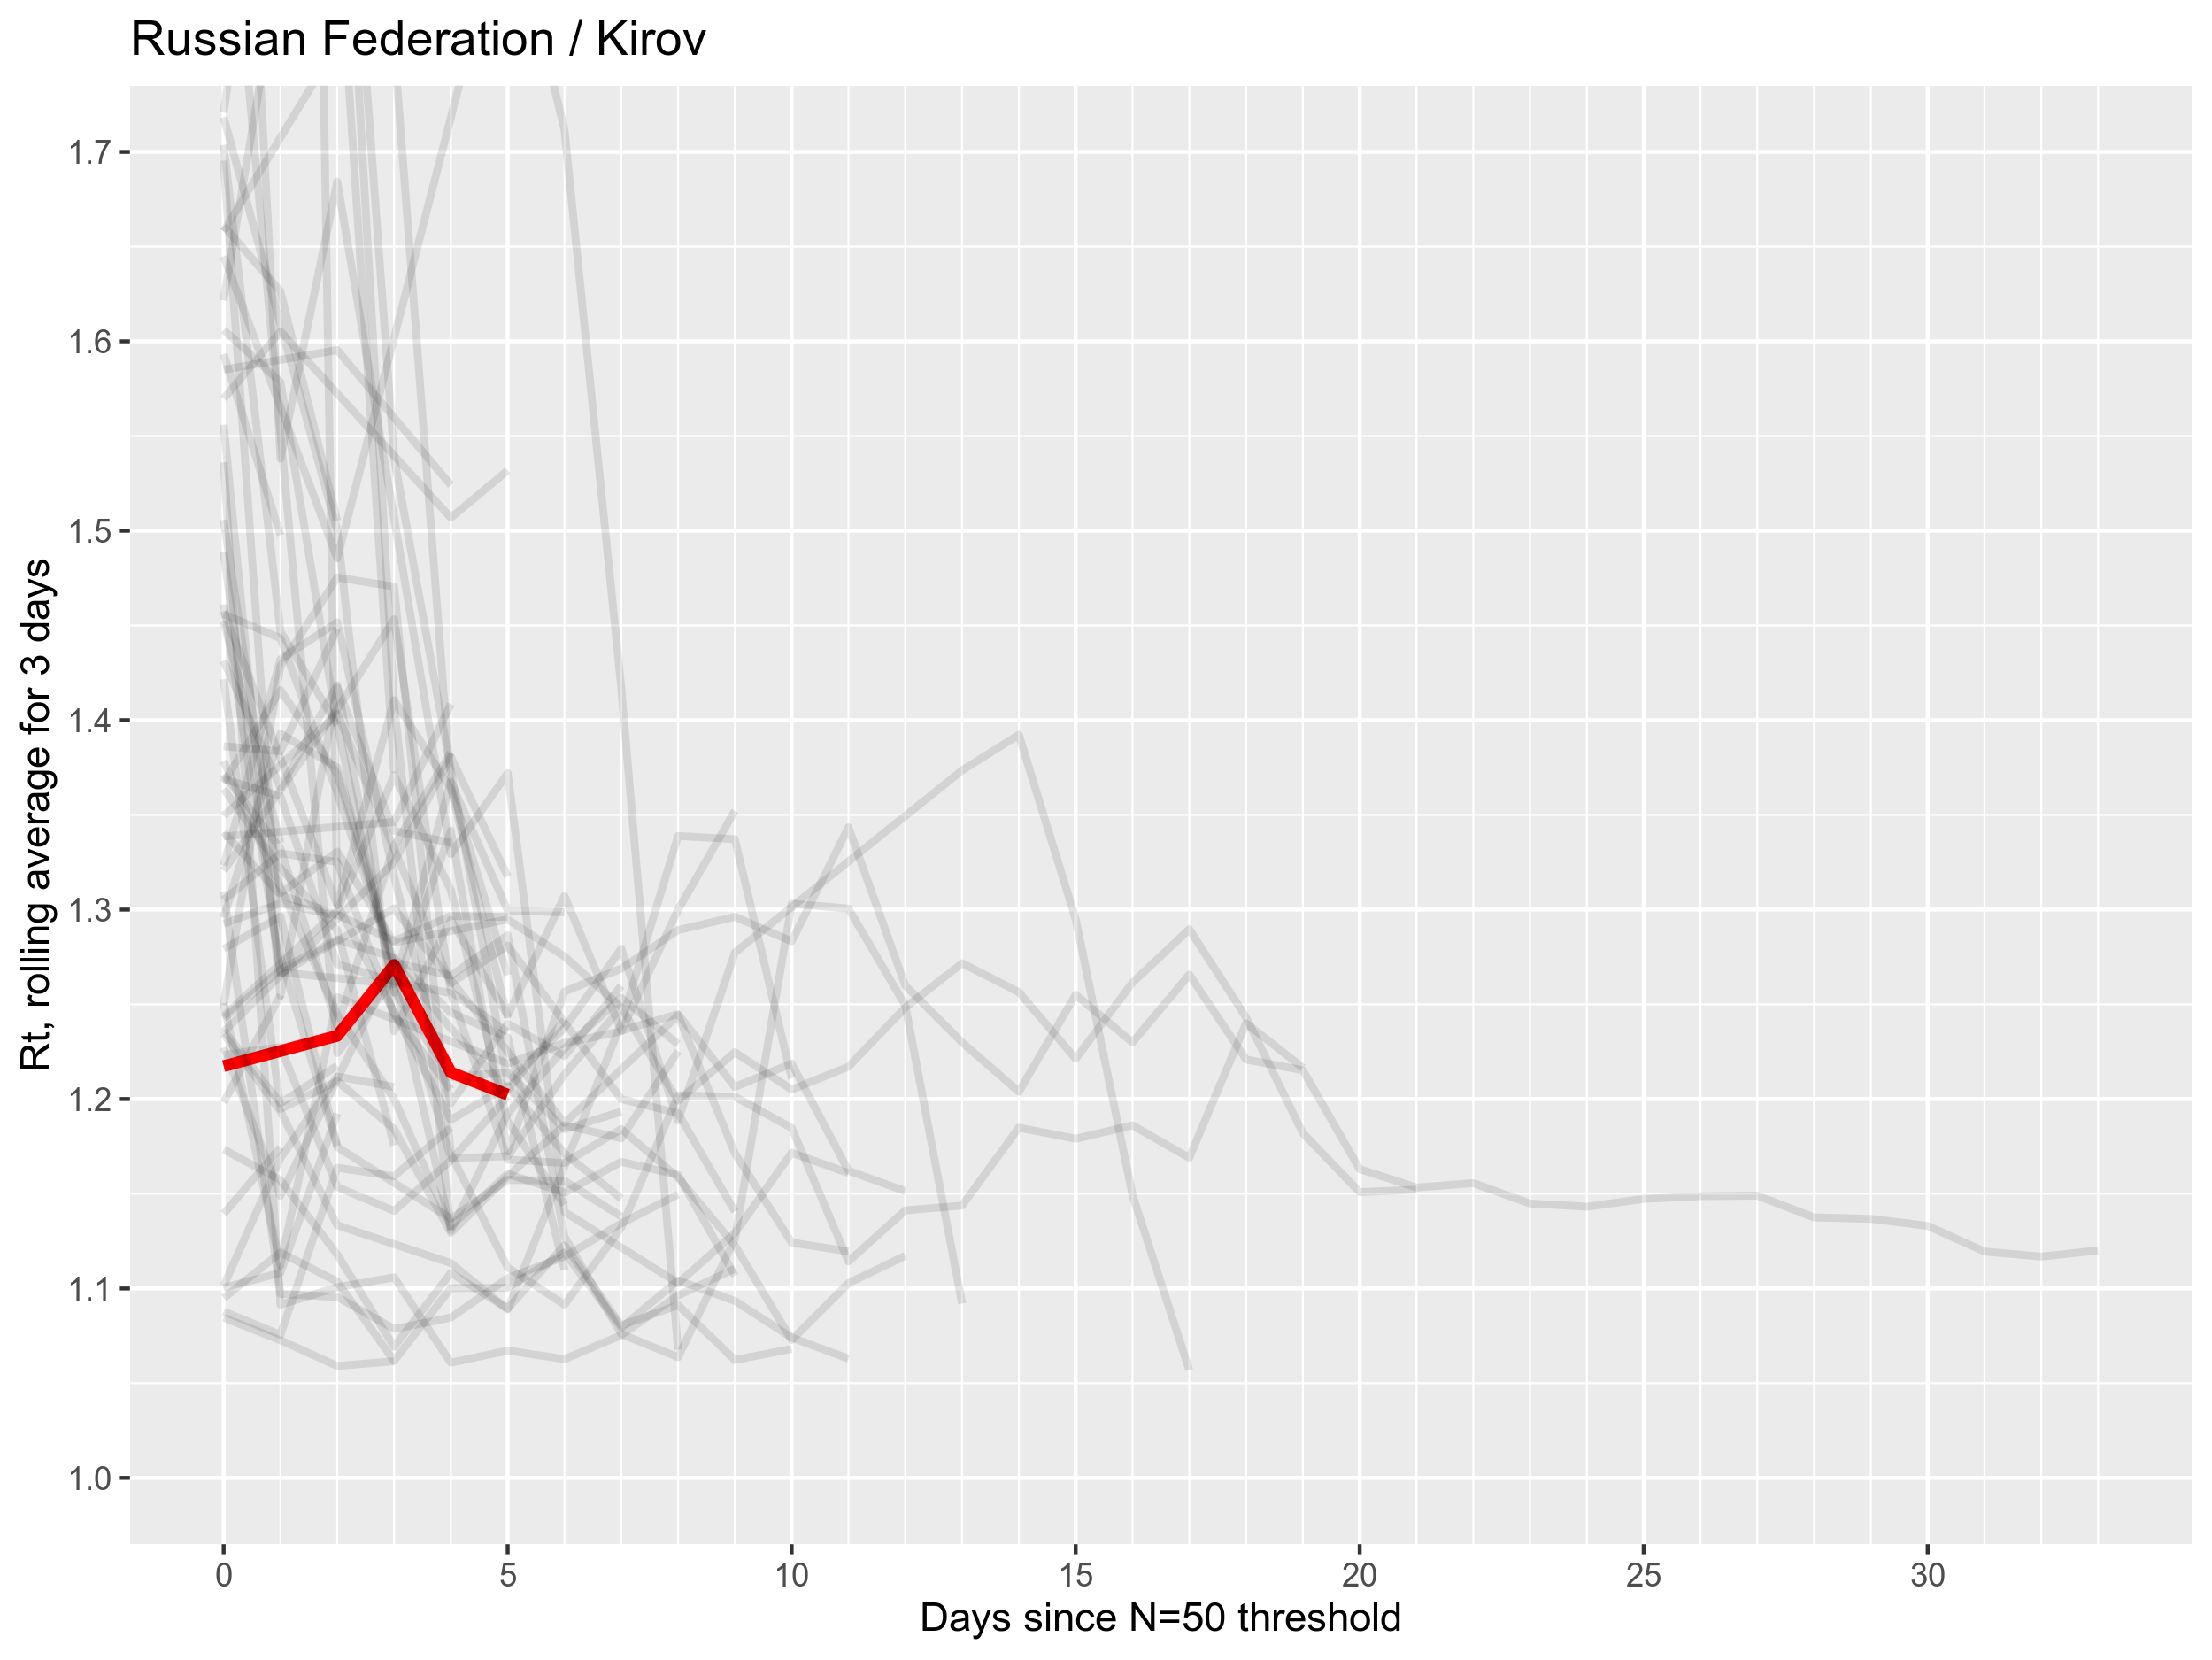 Russian Federation / Kirov
Rt, rolling average for 3 days
1.7
1.6
1.5
1.4
1.3
1.2
1.1
1.0
0 5 10 15 20 25 30
Days since N=50 threshold